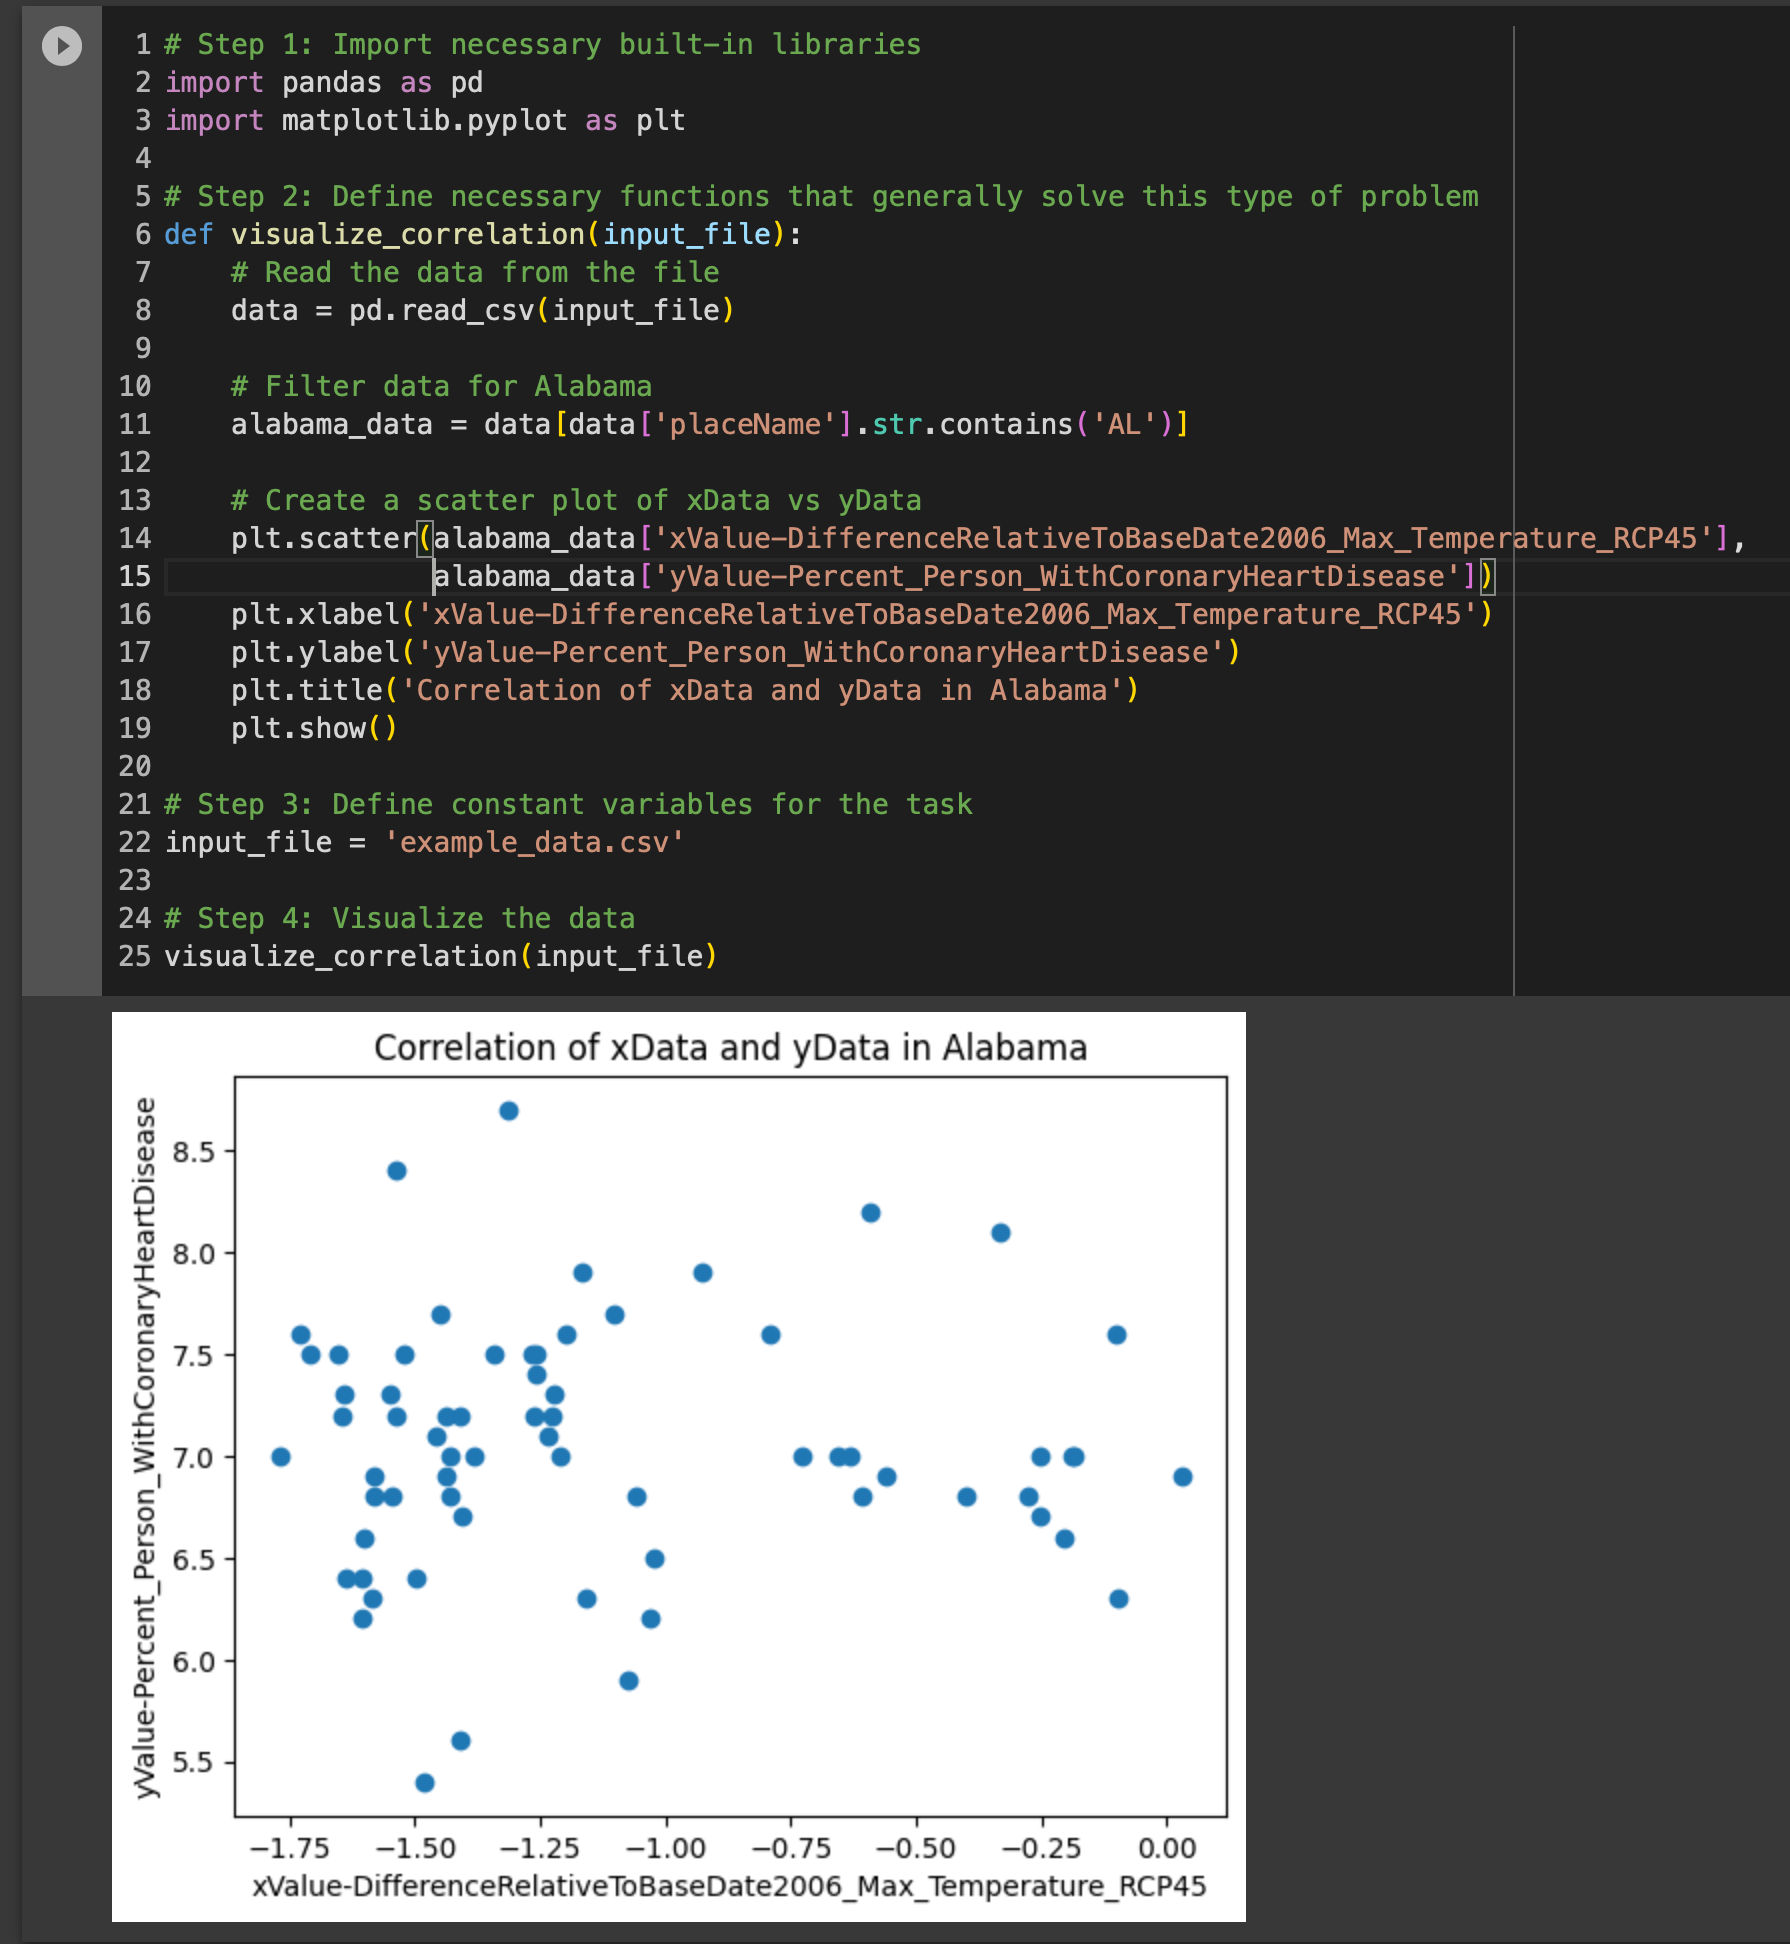 1 # Step 1: Import necessary built-in libraries
2 import pandas as pd
3 import matplotlib.pyplot as plt
4
5 # Step 2: Define necessary functions that generally solve this type of problem
6 def visualize_correlation(input_file):
7     # Read the data from the file
8     data = pd.read_csv(input_file)
9
10     # Filter data for Alabama
11     alabama_data = data[data['placeName'].str.contains('AL')]
12
13     # Create a scatter plot of xData vs yData
14     plt.scatter(alabama_data['xValue-DifferenceRelativeToBaseDate2006_Max_Temperature_RCP45'],
15                 alabama_data['yValue-Percent_Person_WithCoronaryHeartDisease'])
16     plt.xlabel('xValue-DifferenceRelativeToBaseDate2006_Max_Temperature_RCP45')
17     plt.ylabel('yValue-Percent_Person_WithCoronaryHeartDisease')
18     plt.title('Correlation of xData and yData in Alabama')
19     plt.show()
20
21 # Step 3: Define constant variables for the task
22 input_file = 'example_data.csv'
23
24 # Step 4: Visualize the data
25 visualize_correlation(input_file)
Correlation of xData and yData in Alabama
yValue-Percent_Person_WithCoronaryHeartDisease
8.5
8.0
7.5
7.0
6.5
6.0
5.5
−1.75 −1.50 −1.25 −1.00 −0.75 −0.50 −0.25 0.00
xValue-DifferenceRelativeToBaseDate2006_Max_Temperature_RCP45